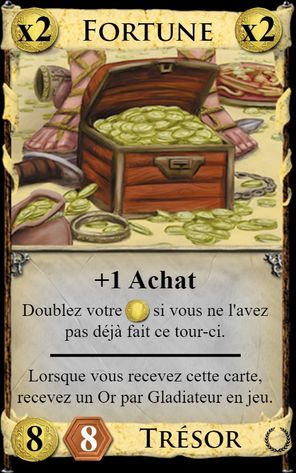 x2 FORTUNE x2
+1 Achat
Doublez votre si vous ne l'avez
pas déjà fait ce tour-ci.
Lorsque vous recevez cette carte,
recevez un Or par Gladiateur en jeu.
8 8 TRÉSOR